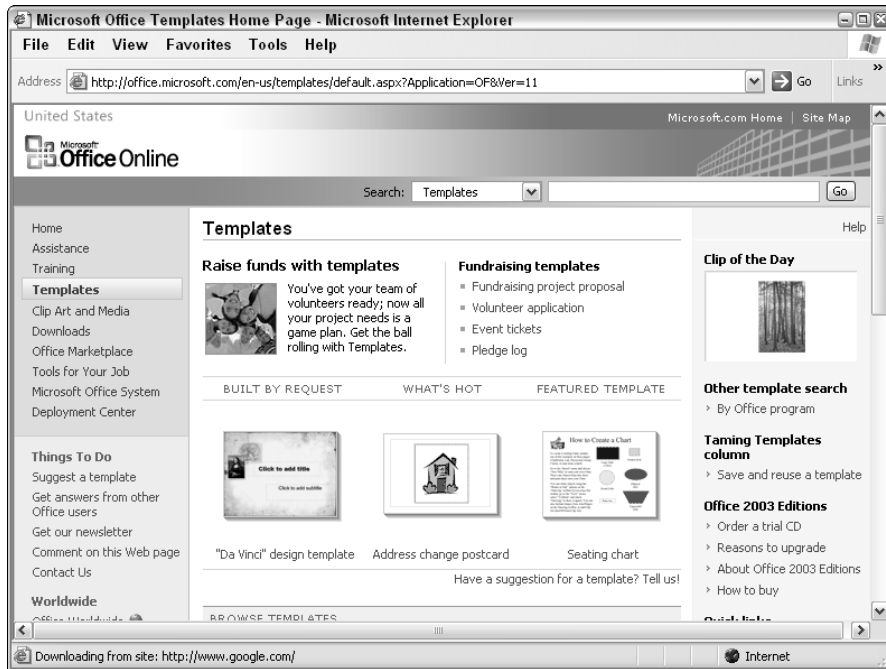 Microsoft Office Templates Home Page - Microsoft Internet Explorer
File Edit View Favorites Tools Help
Address http://office.microsoft.com/en-us/templates/default.aspx?Application=OF&Ver=11 Go Links »
United States
Microsoft.com Home | Site Map
Microsoft
Office Online
Search: Templates Go
Home
Assistance
Training
Templates
Clip Art and Media
Downloads
Office Marketplace
Tools for Your Job
Microsoft Office System
Deployment Center
Things To Do
Suggest a template
Get answers from other
Office users
Get our newsletter
Comment on this Web page
Contact Us
Worldwide
Office Worldwide
Templates
Raise funds with templates
You've got your team of
volunteers ready; now all
your project needs is a
game plan. Get the ball
rolling with Templates.
Fundraising templates
Fundraising project proposal
Volunteer application
Event tickets
Pledge log
BUILT BY REQUEST
WHAT'S HOT
FEATURED TEMPLATE
Click to add title
Click to add subtitle
How to Create a Chart
"Da Vinci" design template
Address change postcard
Seating chart
Have a suggestion for a template? Tell us!
BROWSE TEMPLATES
Help
Clip of the Day
Other template search
› By Office program
Taming Templates
column
› Save and reuse a template
Office 2003 Editions
› Order a trial CD
› Reasons to upgrade
› About Office 2003 Editions
› How to buy
Quick links
Downloading from site: http://www.google.com/
Internet